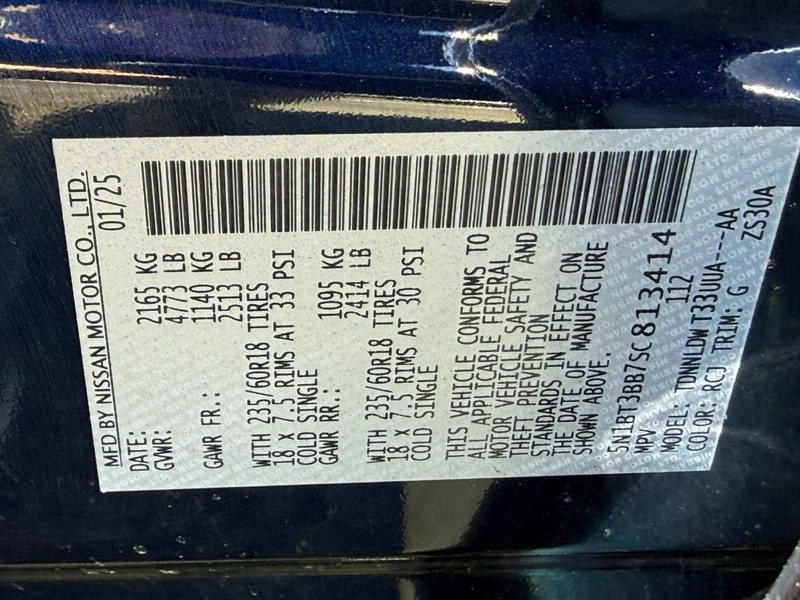 MFD BY NISSAN MOTOR CO., LTD.
DATE: 01/25
GVWR: 2165 KG
4773 LB
GAWR FR.: 1140 KG
2513 LB
WITH 235/60R18 TIRES
18 X 7.5 RIMS AT 33 PSI
COLD SINGLE
GAWR RR.: 1095 KG
2414 LB
WITH 235/60R18 TIRES
18 X 7.5 RIMS AT 30 PSI
COLD SINGLE
THIS VEHICLE CONFORMS TO
ALL APPLICABLE FEDERAL
MOTOR VEHICLE SAFETY AND
THEFT PREVENTION
STANDARDS IN EFFECT ON
THE DATE OF MANUFACTURE
SHOWN ABOVE.
5N1BT3BB7SC813414
MPV 112
MODEL: TDNNLDWT33UUA---AA
COLOR: RCJ TRIM: G ZS30A